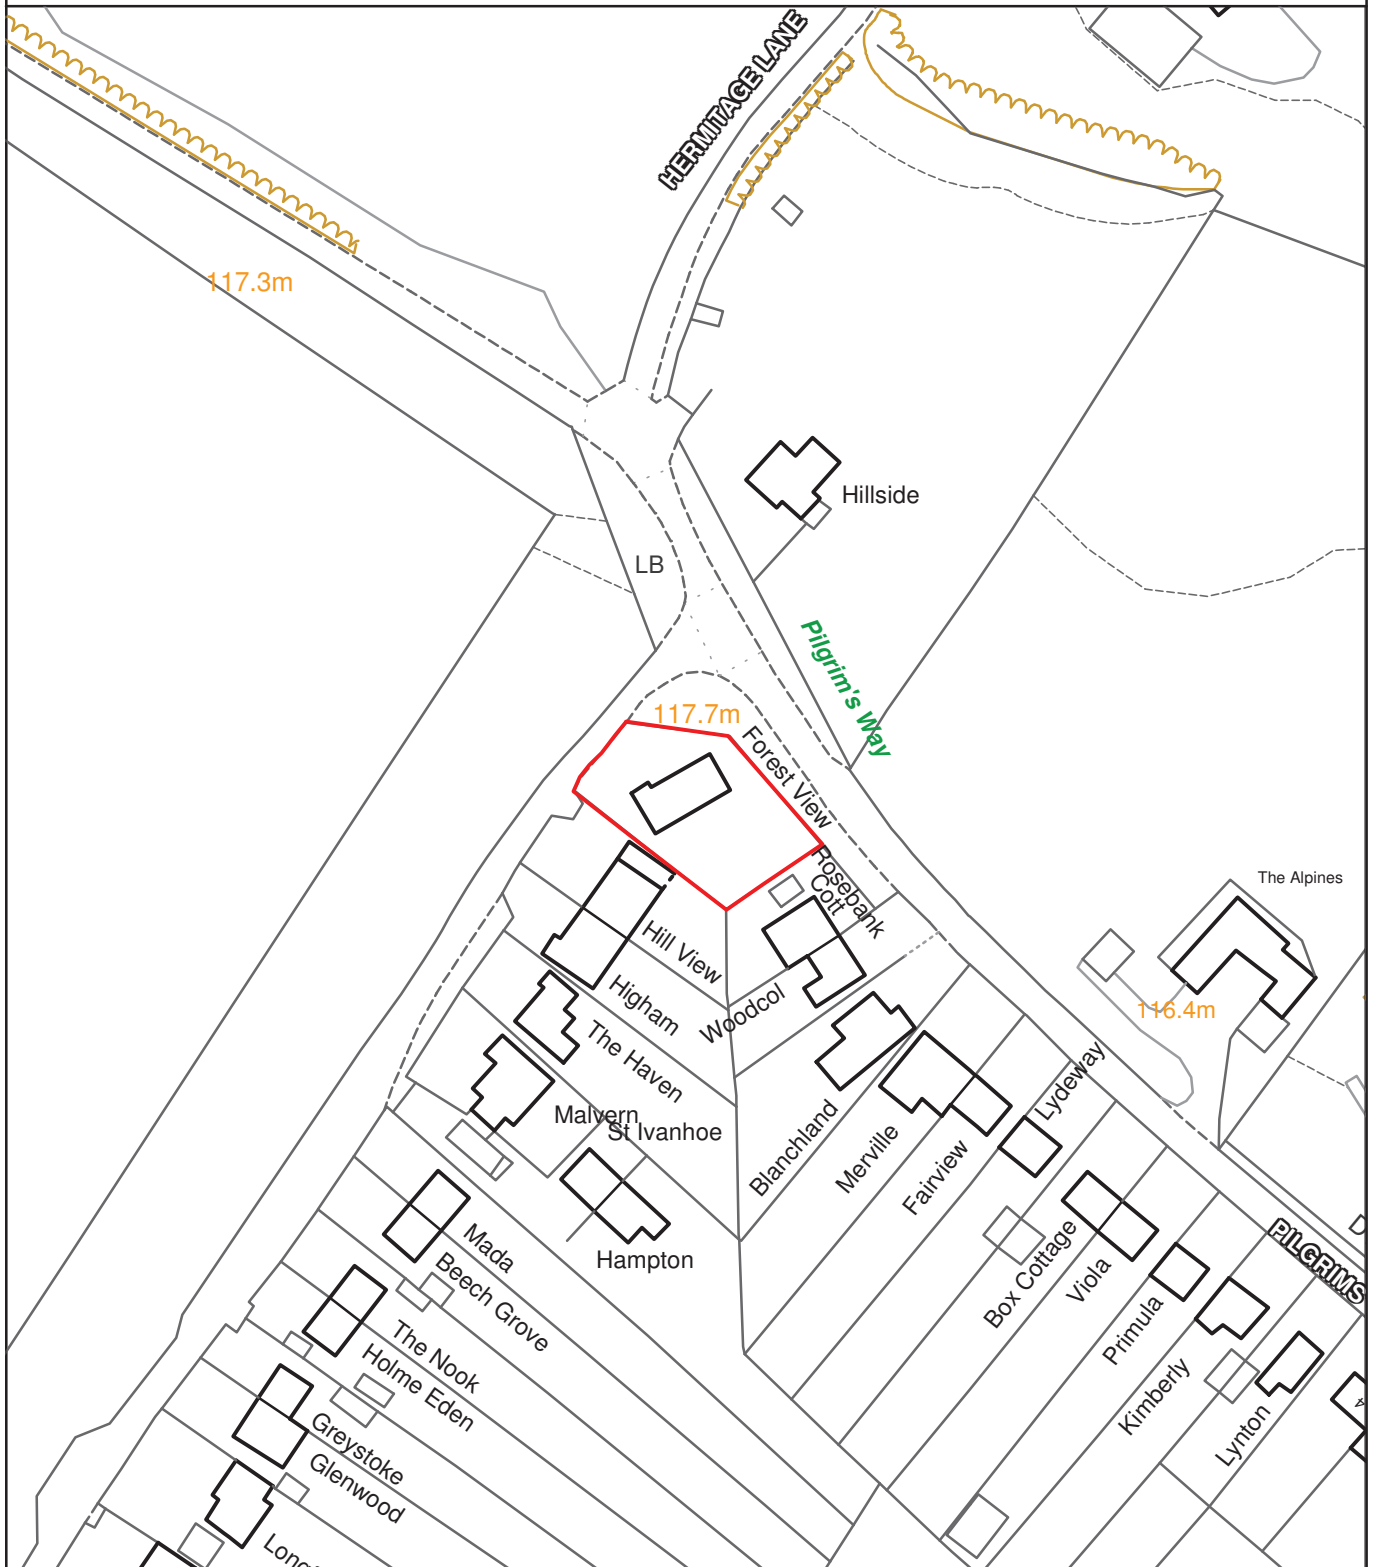 HERMITAGE LANE
117.3m
Hillside
LB
Pilgrim's Way
117.7m
Forest View
Rosebank
Cott
The Alpines
Hill View
Higham
Woodcol
116.4m
The Haven
Malvern
St Ivanhoe
Lydeway
Blanchland
Merville
Fairview
Hampton
Mada
Beech Grove
Box Cottage
Viola
PILGRIMS
Primula
The Nook
Holme Eden
Kimberly
Lynton
4
Greystoke
Glenwood